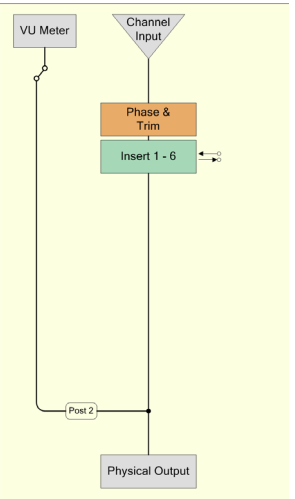 VU Meter
Channel
Input
Phase &
Trim
Insert 1 - 6
Post 2
Physical Output